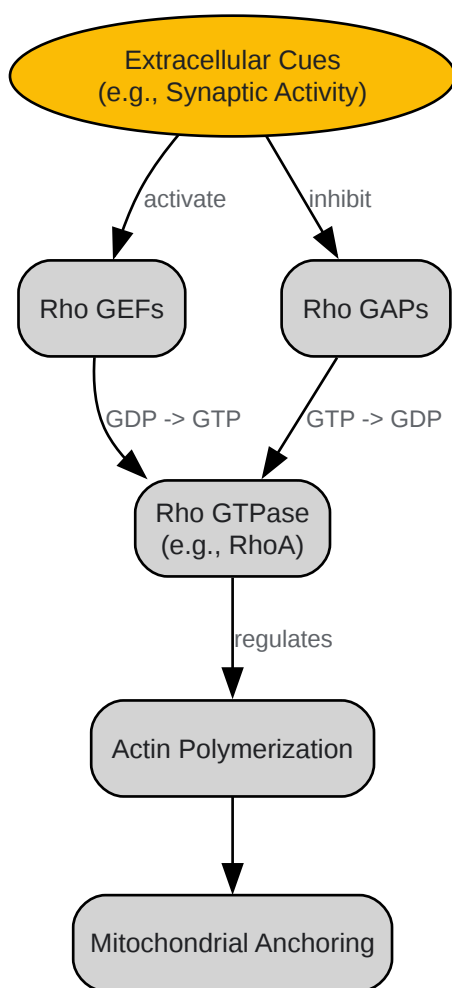 Extracellular Cues
(e.g., Synaptic Activity)
activate
inhibit
Rho GEFs
Rho GAPs
GDP -> GTP
GTP -> GDP
Rho GTPase
(e.g., RhoA)
regulates
Actin Polymerization
Mitochondrial Anchoring